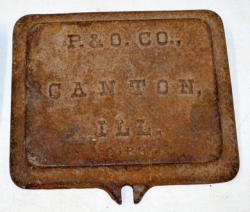 P. & O. CO.,
CANTON,
ILL.